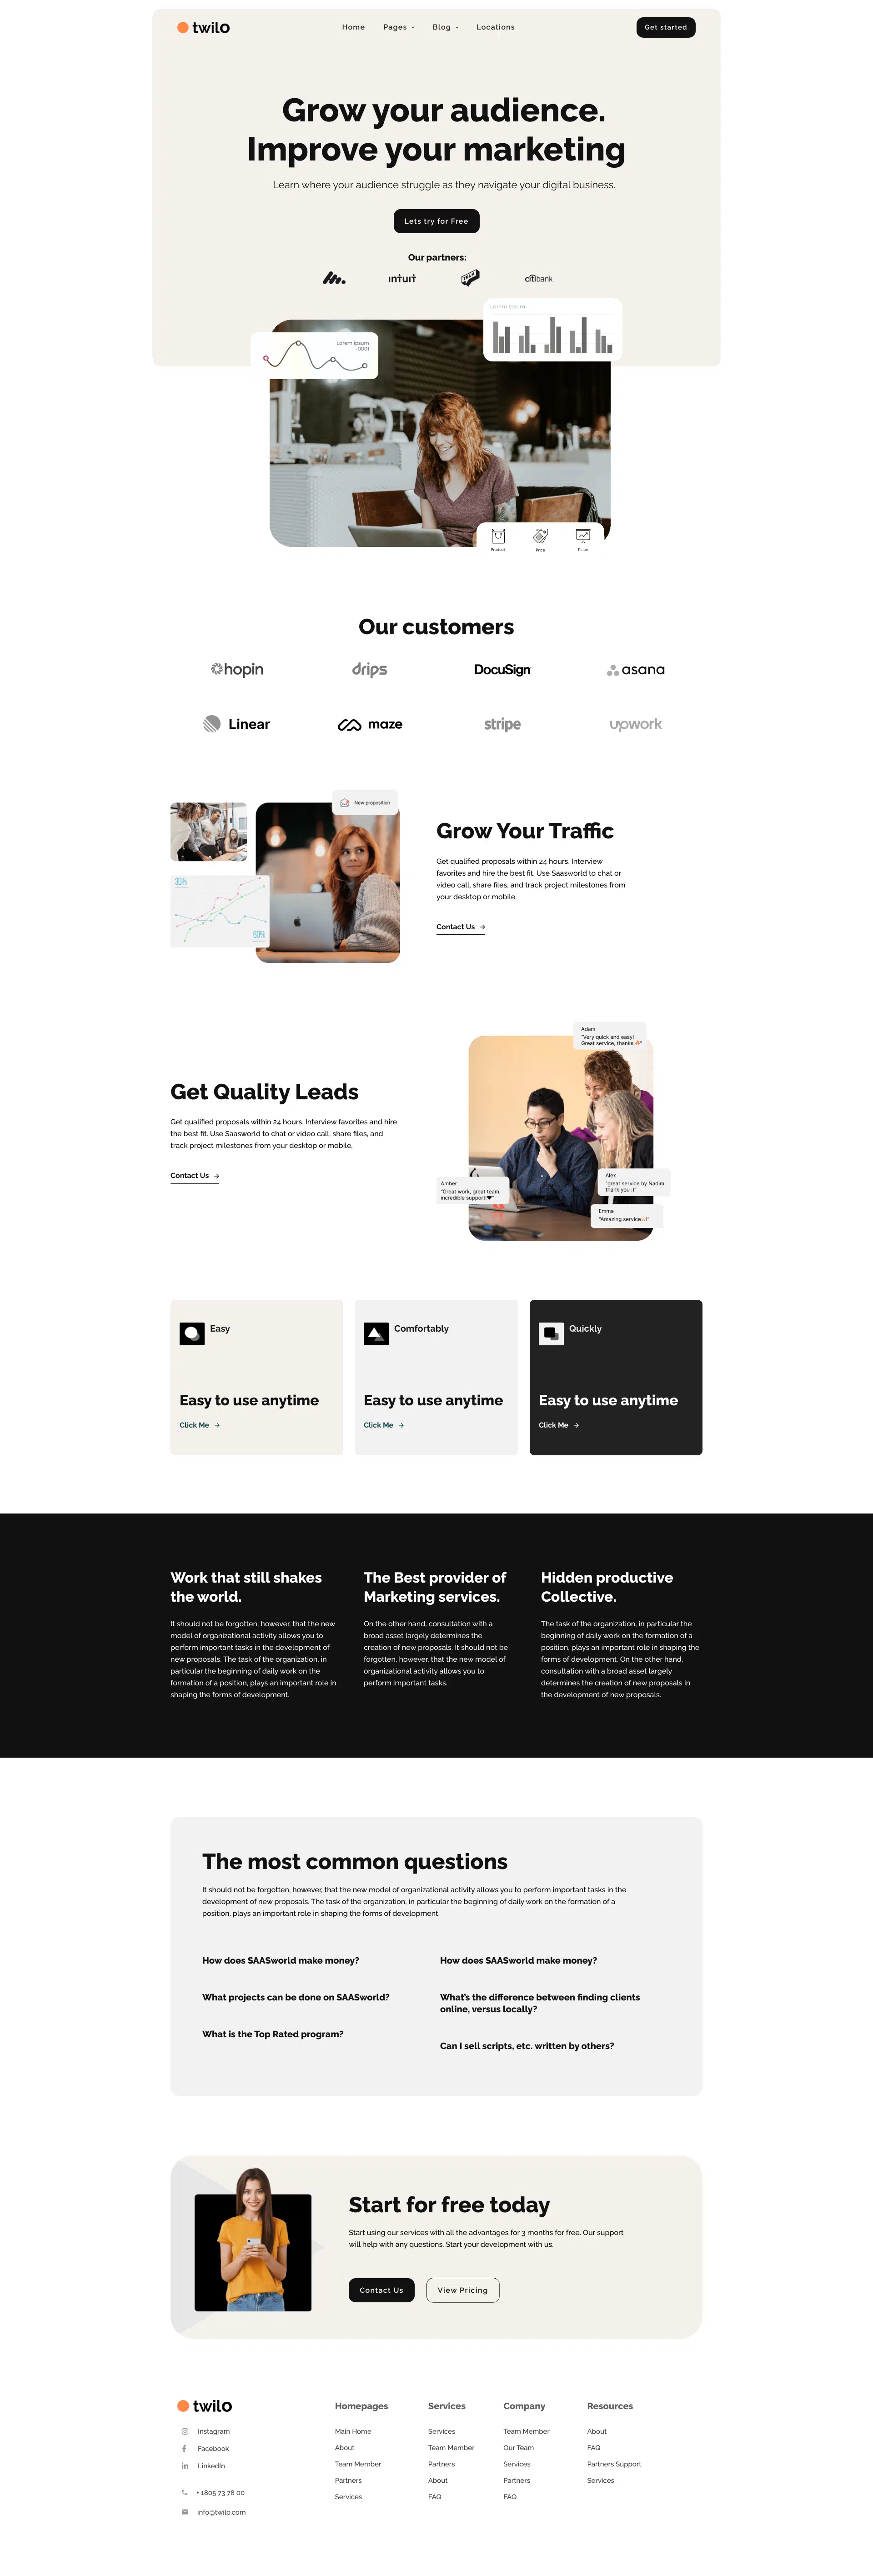 twilo
Home
Pages
Blog
Locations
Get started
Grow your audience.
Improve your marketing
Learn where your audience struggle as they navigate your digital business.
Lets try for Free
Our partners:
intuit
citibank
Lorem Ipsum
-0001
Lorem Ipsum
Product
Price
Place
Our customers
hopin
drips
DocuSign
asana
Linear
maze
stripe
upwork
New proposition
30%
60%
Grow Your Traffic
Get qualified proposals within 24 hours. Interview
favorites and hire the best fit. Use Saasworld to chat or
video call, share files, and track project milestones from
your desktop or mobile.
Contact Us
Get Quality Leads
Get qualified proposals within 24 hours. Interview favorites and hire
the best fit. Use Saasworld to chat or video call, share files, and
track project milestones from your desktop or mobile.
Contact Us
Adam
"Very quick and easy!
Great service, thanks!🔥"
Amber
"Great work, great team,
incredible support!🖤"
Alex
"great service by Nadim
thank you :)"
Emma
"Amazing service👑!"
Easy
Easy to use anytime
Click Me
Comfortably
Easy to use anytime
Click Me
Quickly
Easy to use anytime
Click Me
Work that still shakes
the world.
It should not be forgotten, however, that the new
model of organizational activity allows you to
perform important tasks in the development of
new proposals. The task of the organization, in
particular the beginning of daily work on the
formation of a position, plays an important role in
shaping the forms of development.
The Best provider of
Marketing services.
On the other hand, consultation with a
broad asset largely determines the
creation of new proposals. It should not be
forgotten, however, that the new model of
organizational activity allows you to
perform important tasks.
Hidden productive
Collective.
The task of the organization, in particular the
beginning of daily work on the formation of a
position, plays an important role in shaping the
forms of development. On the other hand,
consultation with a broad asset largely
determines the creation of new proposals in
the development of new proposals.
The most common questions
It should not be forgotten, however, that the new model of organizational activity allows you to perform important tasks in the
development of new proposals. The task of the organization, in particular the beginning of daily work on the formation of a
position, plays an important role in shaping the forms of development.
How does SAASworld make money?
What projects can be done on SAASworld?
What is the Top Rated program?
How does SAASworld make money?
What's the difference between finding clients
online, versus locally?
Can I sell scripts, etc. written by others?
Start for free today
Start using our services with all the advantages for 3 months for free. Our support
will help with any questions. Start your development with us.
Contact Us
View Pricing
twilo
Instagram
Facebook
LinkedIn
+ 1805 73 78 00
info@twilo.com
Homepages
Main Home
About
Team Member
Partners
Services
Services
Services
Team Member
Partners
About
FAQ
Company
Team Member
Our Team
Services
Partners
FAQ
Resources
About
FAQ
Partners Support
Services